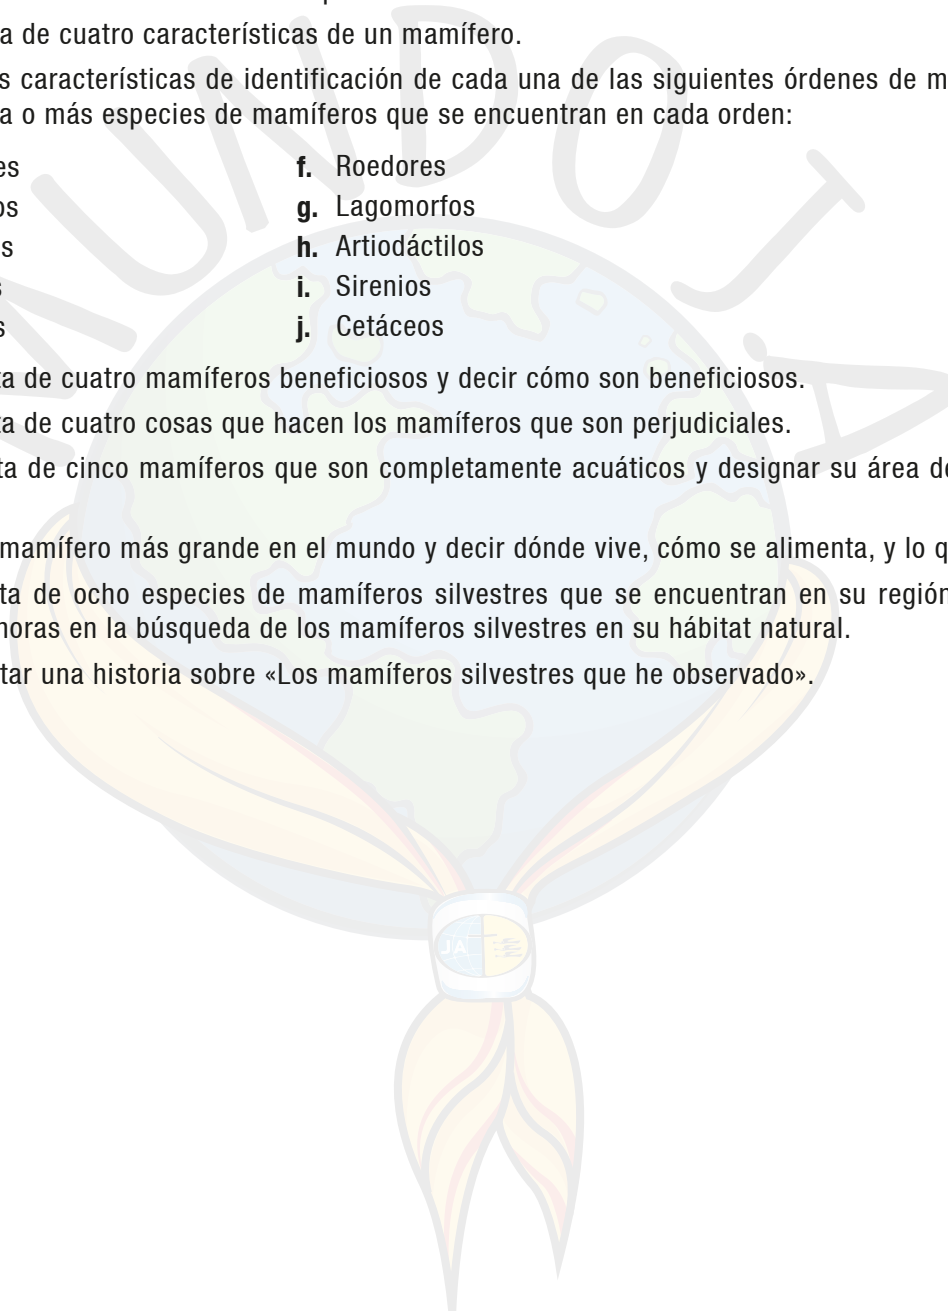 a de cuatro características de un mamífero.
s características de identificación de cada una de las siguientes órdenes de m
a o más especies de mamíferos que se encuentran en cada orden:
es
os
s
s
s
f. Roedores
g. Lagomorfos
h. Artiodáctilos
i. Sirenios
j. Cetáceos
ta de cuatro mamíferos beneficiosos y decir cómo son beneficiosos.
ta de cuatro cosas que hacen los mamíferos que son perjudiciales.
ta de cinco mamíferos que son completamente acuáticos y designar su área de
mamífero más grande en el mundo y decir dónde vive, cómo se alimenta, y lo q
ta de ocho especies de mamíferos silvestres que se encuentran en su región
horas en la búsqueda de los mamíferos silvestres en su hábitat natural.
tar una historia sobre «Los mamíferos silvestres que he observado».
MUNDO JA
JA